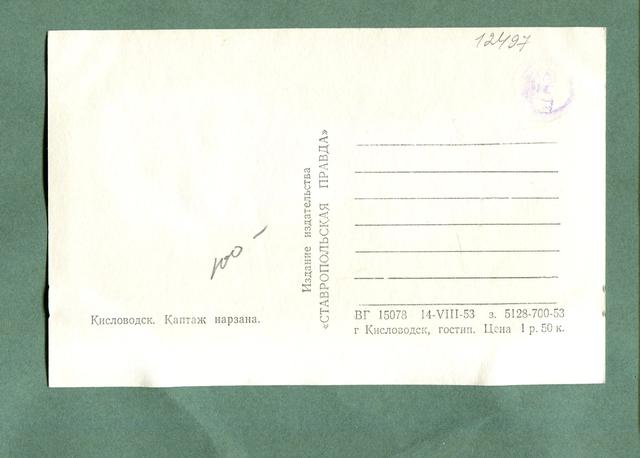 12497
Издание издательства
«СТАВРОПОЛЬСКАЯ ПРАВДА»
Кисловодск. Каптаж нарзана.
ВГ 15078 14-VIII-53 з. 5128-700-53
г Кисловодск, гостип. Цена 1 р. 50 к.